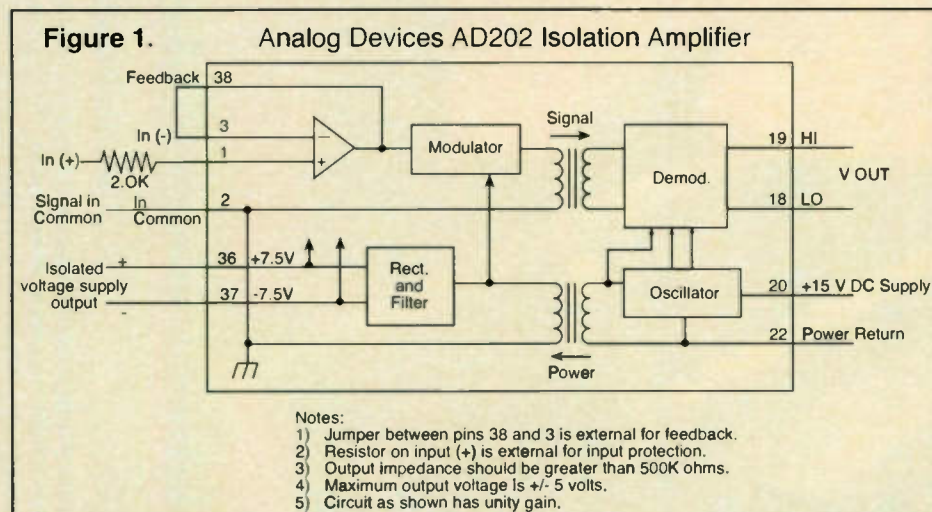 Figure 1. Analog Devices AD202 Isolation Amplifier
Feedback 38
In (-) 3
In (+) 1
2.0K
Signal in Common
In Common
2
Modulator
Signal
Demod.
19 HI
V OUT
18 LO
Isolated voltage supply output
+
-
36 +7.5V
37 -7.5V
Rect. and Filter
Oscillator
20 +15 V DC Supply
22 Power Return
Power
Notes:
1) Jumper between pins 38 and 3 is external for feedback.
2) Resistor on input (+) is external for input protection.
3) Output impedance should be greater than 500K ohms.
4) Maximum output voltage is +/- 5 volts.
5) Circuit as shown has unity gain.